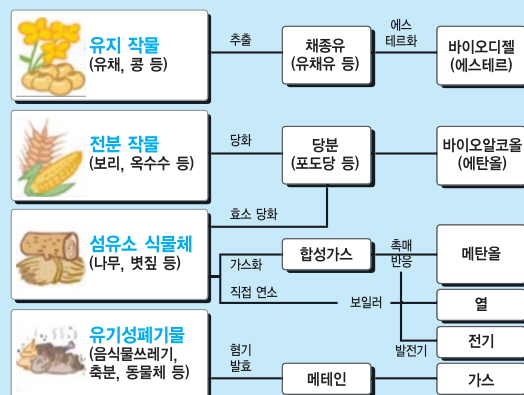 유지 작물
(유채, 콩 등)
추출
채종유
(유채유 등)
에스
테르화
바이오디젤
(에스테르)
전분 작물
(보리, 옥수수 등)
당화
당분
(포도당 등)
바이오알코올
(에탄올)
효소 당화
섬유소 식물체
(나무, 볏짚 등)
가스화
합성가스
촉매
반응
메탄올
직접 연소
보일러
열
발전기
전기
유기성폐기물
(음식물쓰레기,
축분, 동물체 등)
혐기
발효
메테인
가스